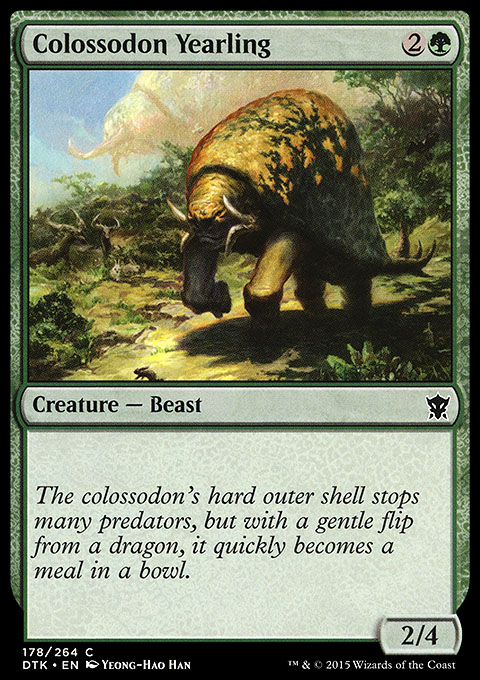 Colossodon Yearling 2
Creature — Beast
The colossodon's hard outer shell stops
many predators, but with a gentle flip
from a dragon, it quickly becomes a
meal in a bowl.
2/4
178/264 C
DTK • EN Yeong-Hao Han
™ & © 2015 Wizards of the Coast